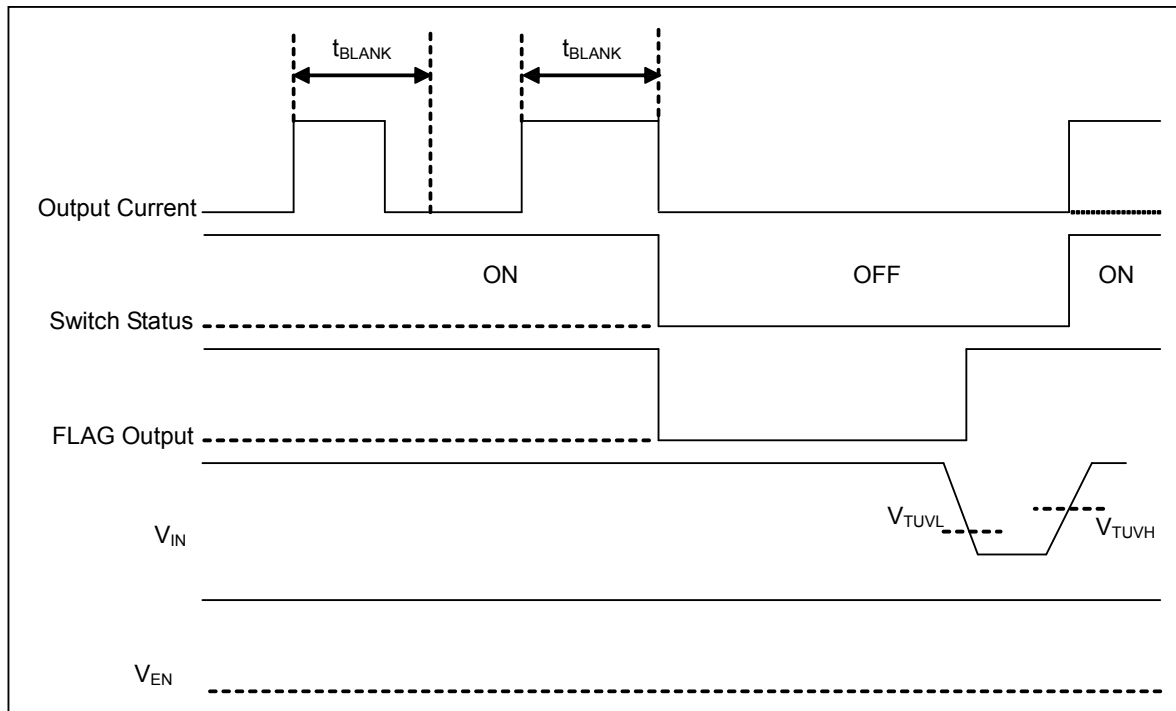 tBLANK tBLANK
Output Current
ON OFF ON
Switch Status
FLAG Output
VTUVL
VTUVH
VIN
VEN